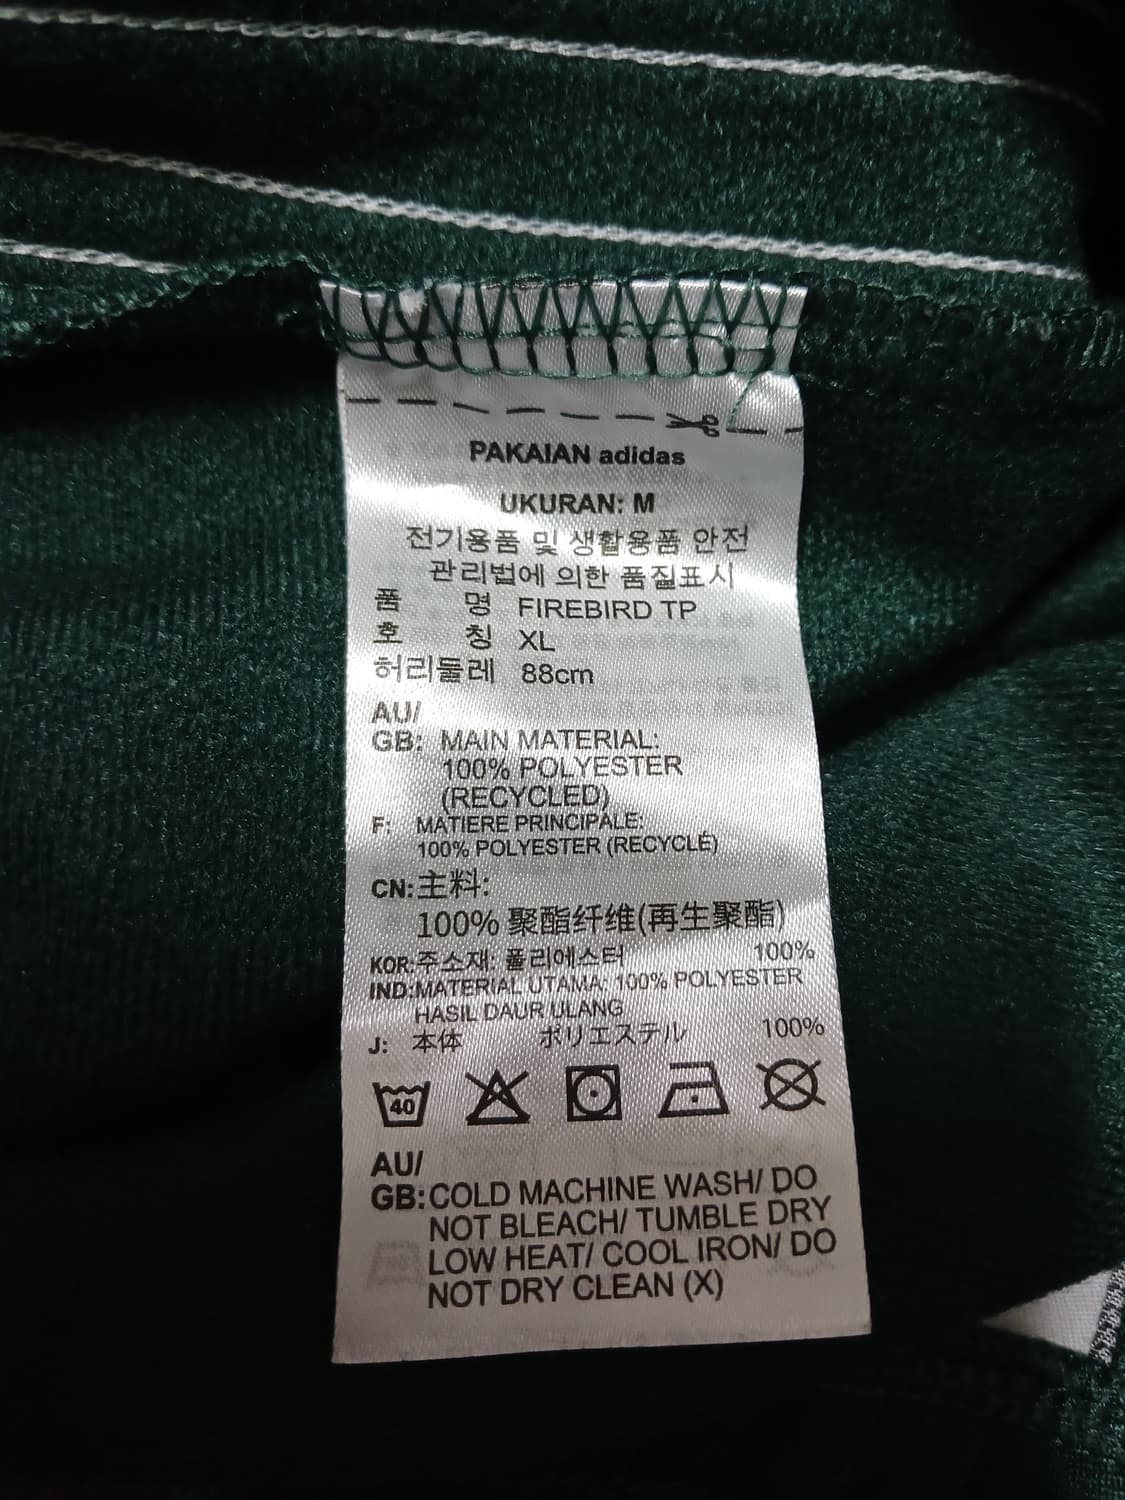 PAKAIAN adidas
UKURAN: M
전기용품 및 생활용품 안전
관리법에 의한 품질표시
품 명 FIREBIRD TP
호 칭 XL
허리둘레 88cm
AU/
GB: MAIN MATERIAL:
100% POLYESTER
(RECYCLED)
F: MATIERE PRINCIPALE:
100% POLYESTER (RECYCLÉ)
CN:主料:
100% 聚酯纤维(再生聚酯)
KOR:주소재: 폴리에스터 100%
IND:MATERIAL UTAMA: 100% POLYESTER
HASIL DAUR ULANG
J: 本体 ポリエステル 100%
40
AU/
GB:COLD MACHINE WASH/ DO
NOT BLEACH/ TUMBLE DRY
LOW HEAT/ COOL IRON/ DO
NOT DRY CLEAN (X)